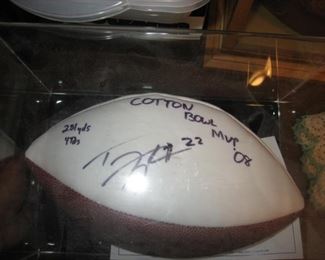 COTTON
BOWL
MVP
'08
281yds
4TDs
22